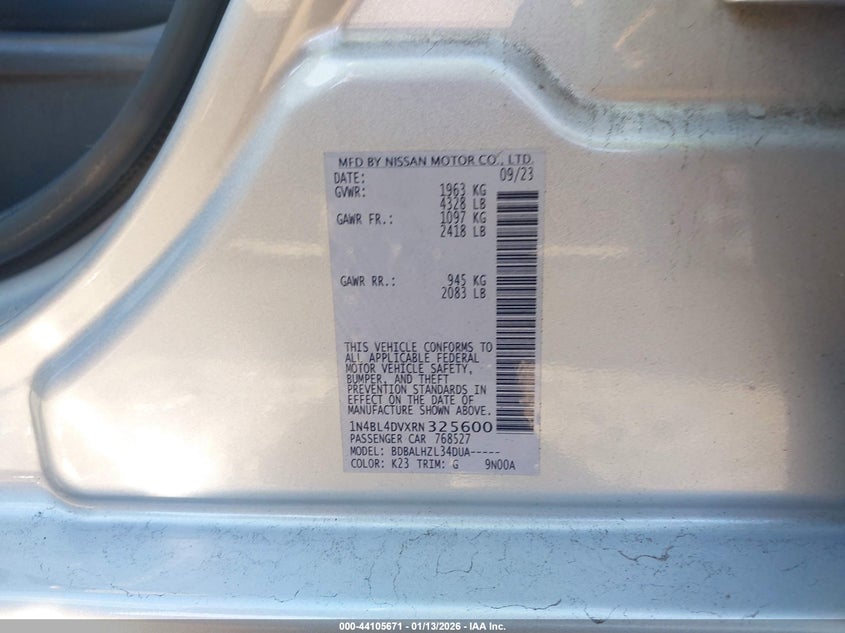 MFD BY NISSAN MOTOR CO., LTD.
DATE: 09/23
GVWR: 1963 KG
4328 LB
GAWR FR.: 1097 KG
2418 LB
GAWR RR.: 945 KG
2083 LB
THIS VEHICLE CONFORMS TO
ALL APPLICABLE FEDERAL
MOTOR VEHICLE SAFETY,
BUMPER, AND THEFT
PREVENTION STANDARDS IN
EFFECT ON THE DATE OF
MANUFACTURE SHOWN ABOVE.
1N4BL4DVXRN325600
PASSENGER CAR 768527
MODEL: BDBALHZL34DUA-----
COLOR: K23 TRIM: G 9N00A
000-44105671 - 01/13/2026 - IAA Inc.